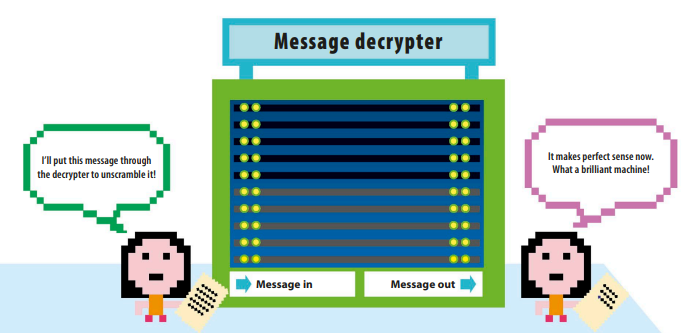 Message decrypter
I'll put this message through
the decrypter to unscramble it!
It makes perfect sense now.
What a brilliant machine!
Message in
Message out